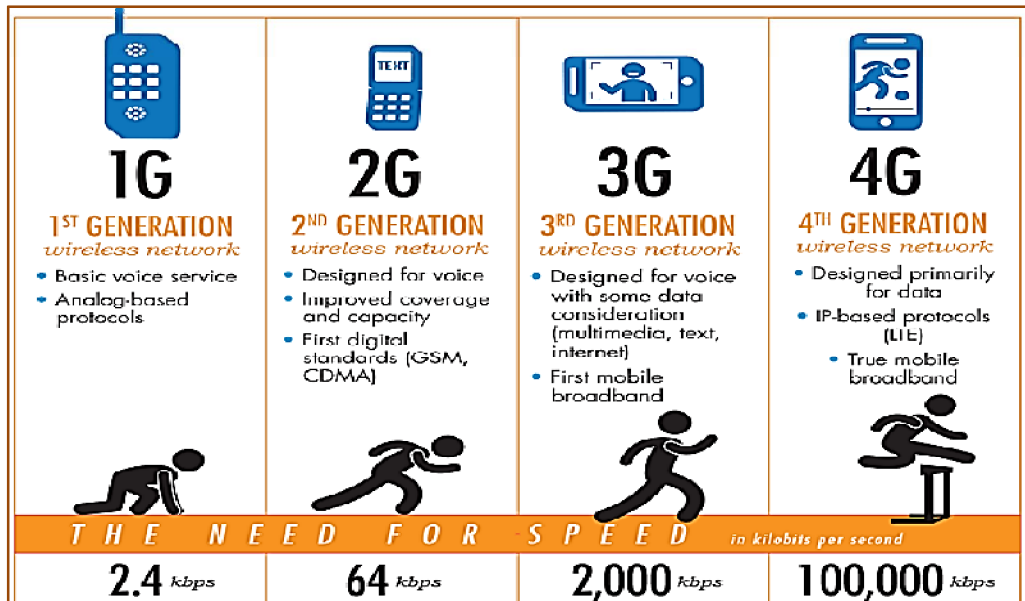 TEXT
1G
1ST GENERATION
wireless network
• Basic voice service
• Analog-based
protocols
2G
2ND GENERATION
wireless network
• Designed for voice
• Improved coverage
and capacity
• First digital
standards (GSM,
CDMA)
3G
3RD GENERATION
wireless network
• Designed for voice
with some data
consideration
(multimedia, text,
internet)
• First mobile
broadband
4G
4TH GENERATION
wireless network
• Designed primarily
for data
• IP-based protocols
(LTE)
• True mobile
broadband
THE NEED FOR SPEED in kilobits per second
2.4 kbps
64 kbps
2,000 kbps
100,000 kbps